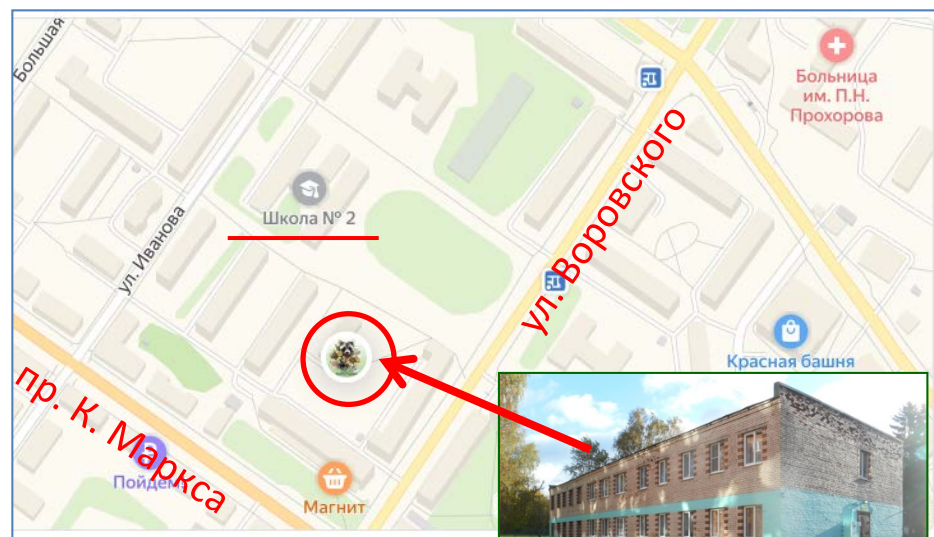 Большая
Больница
им. П.Н.
Прохорова
ул. Воровского
Школа № 2
ул. Иванова
Красная башня
пр. К. Маркса
Магнит